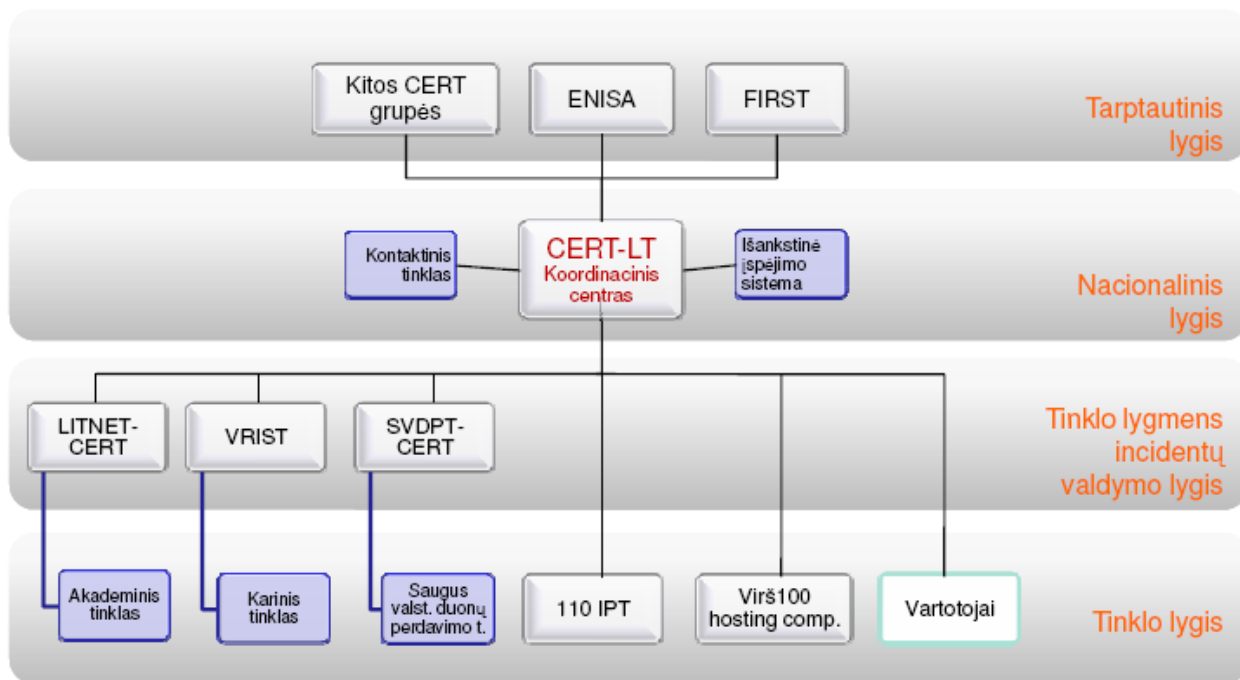 Kitos CERT
grupės
ENISA
FIRST
Tarptautinis
lygis
Kontaktinis
tinklas
CERT-LT
Koordinacinis
centras
Išankstinė
įspėjimo
sistema
Nacionalinis
lygis
LITNET-
CERT
VRIST
SVDPT-
CERT
Tinklo lygmens
incidentų
valdymo lygis
Akademinis
tinklas
Karinis
tinklas
Saugus
valst. duonų
perdavimo t.
110 IPT
Virš100
hosting comp.
Vartotojai
Tinklo lygis